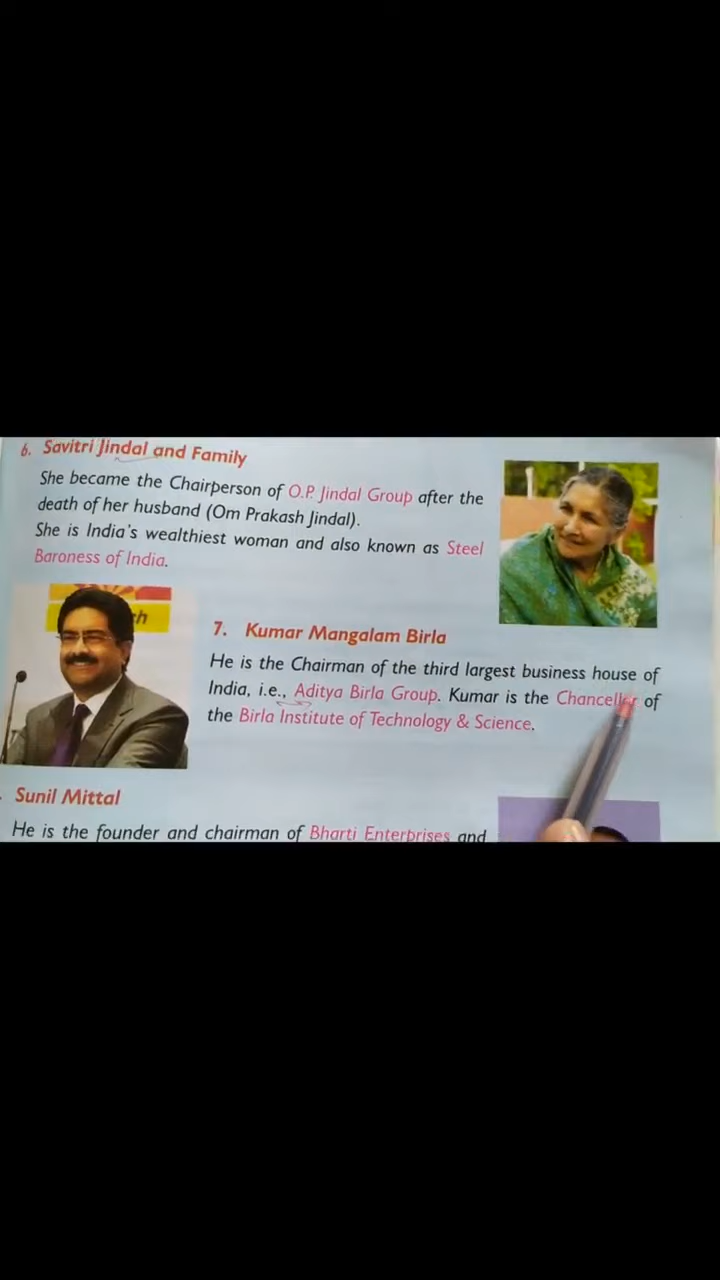 6. Savitri Jindal and Family
She became the Chairperson of O.P. Jindal Group after the
death of her husband (Om Prakash Jindal).
She is India's wealthiest woman and also known as Steel
Baroness of India.
ch
7. Kumar Mangalam Birla
He is the Chairman of the third largest business house of
India, i.e., Aditya Birla Group. Kumar is the Chancellor of
the Birla Institute of Technology & Science.
Sunil Mittal
He is the founder and chairman of Bharti Enterprises and